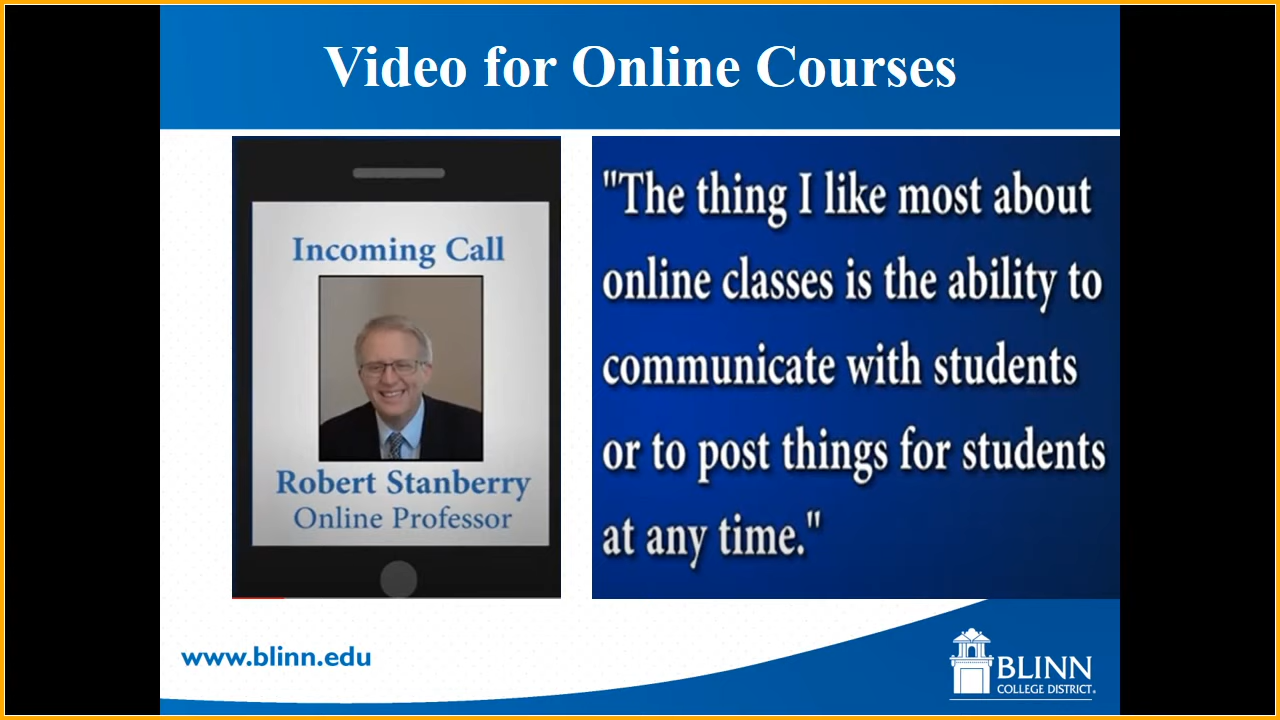 Video for Online Courses
Incoming Call
Robert Stanberry
Online Professor
"The thing I like most about
online classes is the ability to
communicate with students
or to post things for students
at any time."
www.blinn.edu
BLINN
COLLEGE DISTRICT®